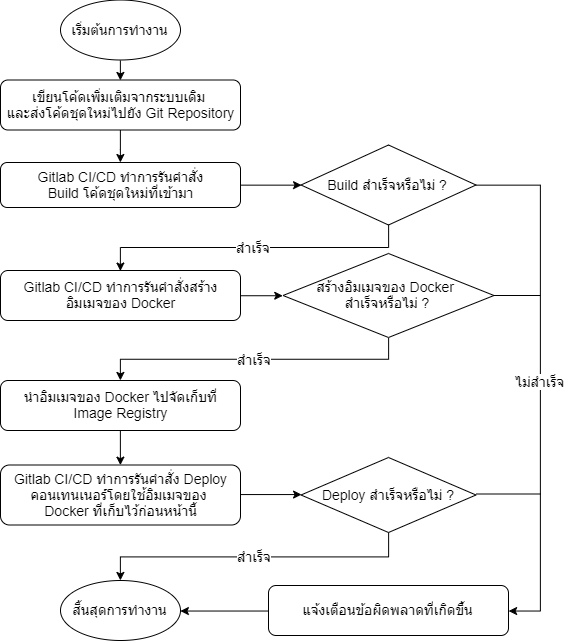 เริ่มต้นการทำงาน
เขียนโค้ดเพิ่มเติมจากระบบเดิม
และส่งโค้ดชุดใหม่ไปยัง Git Repository
Gitlab CI/CD ทำการรันคำสั่ง
Build โค้ดชุดใหม่ที่เข้ามา
Build สำเร็จหรือไม่ ?
สำเร็จ
Gitlab CI/CD ทำการรันคำสั่งสร้าง
อิมเมจของ Docker
สร้างอิมเมจของ Docker
สำเร็จหรือไม่ ?
สำเร็จ
ไม่สำเร็จ
นำอิมเมจของ Docker ไปจัดเก็บที่
Image Registry
Gitlab CI/CD ทำการรันคำสั่ง Deploy
คอนเทนเนอร์โดยใช้อิมเมจของ
Docker ที่เก็บไว้ก่อนหน้านี้
Deploy สำเร็จหรือไม่ ?
สำเร็จ
สิ้นสุดการทำงาน
แจ้งเตือนข้อผิดพลาดที่เกิดขึ้น